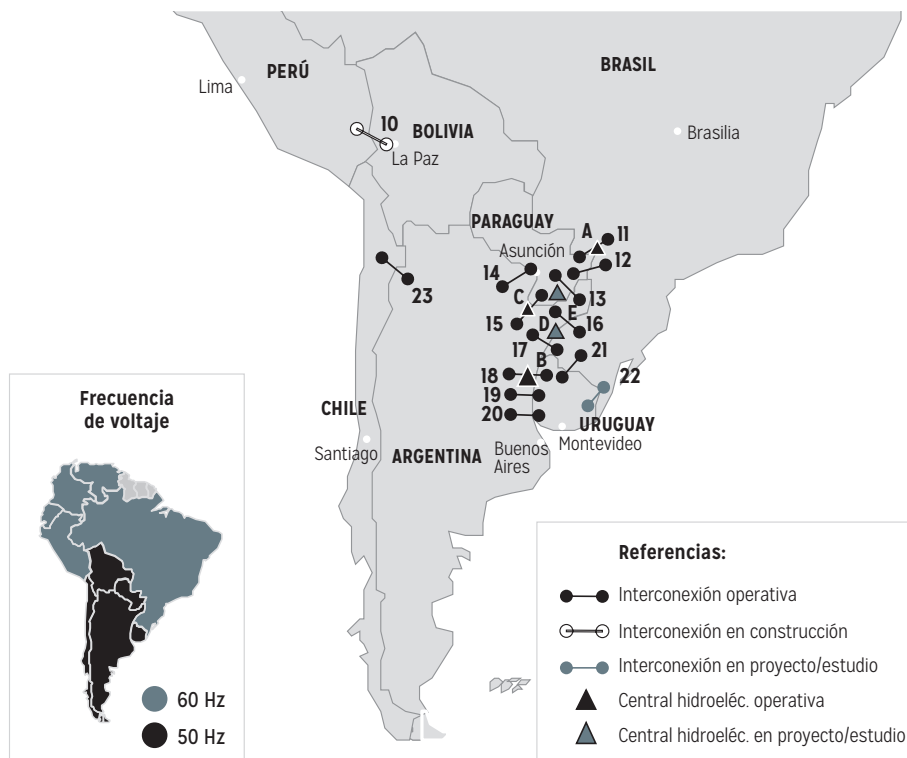 PERÚ
BRASIL
Lima
10
BOLIVIA
Brasilia
La Paz
PARAGUAY
A
11
Asunción
12
14
23
C
13
15
E
D
16
17
21
B
18
22
19
CHILE
20
URUGUAY
Santiago
ARGENTINA
Buenos
Aires
Montevideo
Frecuencia
de voltaje
60 Hz
50 Hz
Referencias:
Interconexión operativa
Interconexión en construcción
Interconexión en proyecto/estudio
Central hidroeléc. operativa
Central hidroeléc. en proyecto/estudio